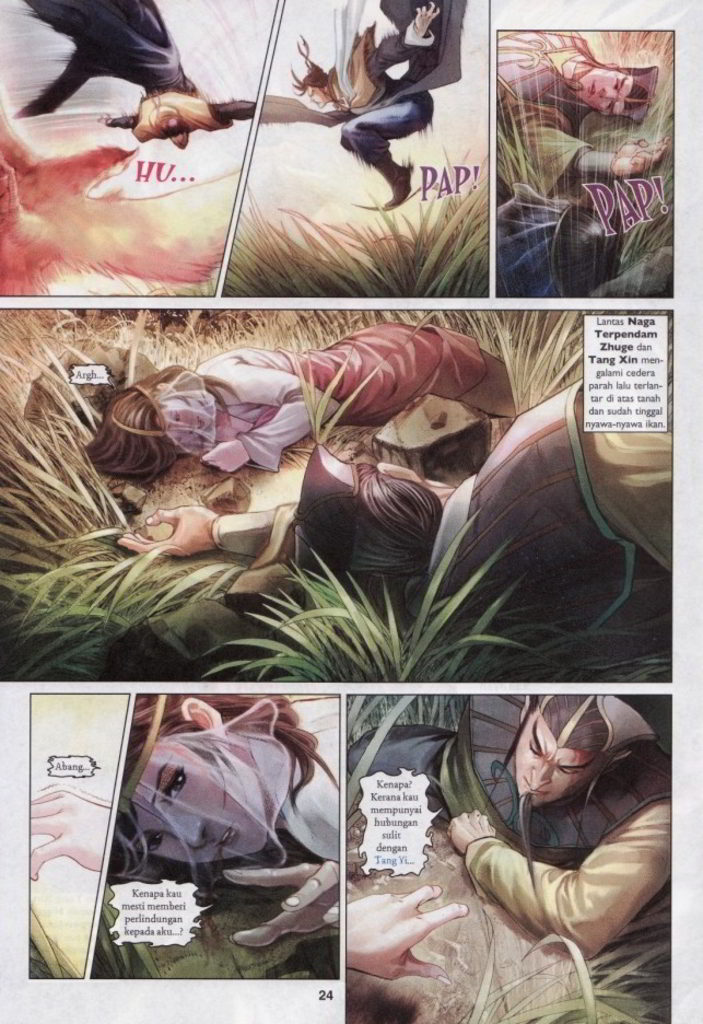 HU...
PAP!
PAP!
Lantas Naga
Terpendam
Zhuge dan
Tang Xin men-
galami cedera
parah lalu terlan-
tar di atas tanah
dan sudah tinggal
nyawa-nyawa ikan.
Argh...
Abang...
Kenapa kau
mesti memberi
perlindungan
kepada aku...?
Kenapa?
Kerana kau
mempunyai
hubungan
sulit
dengan
Tang Yi...
24